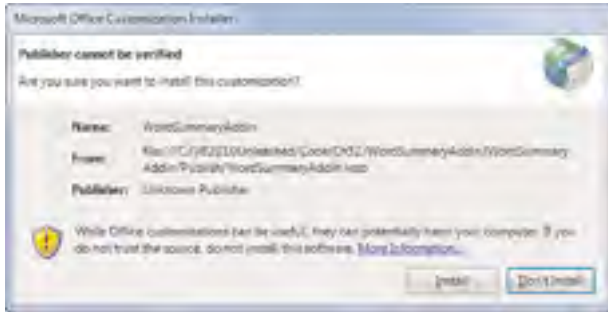 Microsoft Office Customization Installer
Publisher cannot be verified
Are you sure you want to install this customization?
Name: WordSummaryAddin
From: file:///C:/VB2010Unleashed/Code/Ch32/WordSummaryAddin/WordSummary
Addin/Publish/WordSummaryAddin.vsto
Publisher: Unknown Publisher
While Office customizations can be useful, they can potentially harm your computer. If you
do not trust the source, do not install this software. More Information...
Install
Don't Install